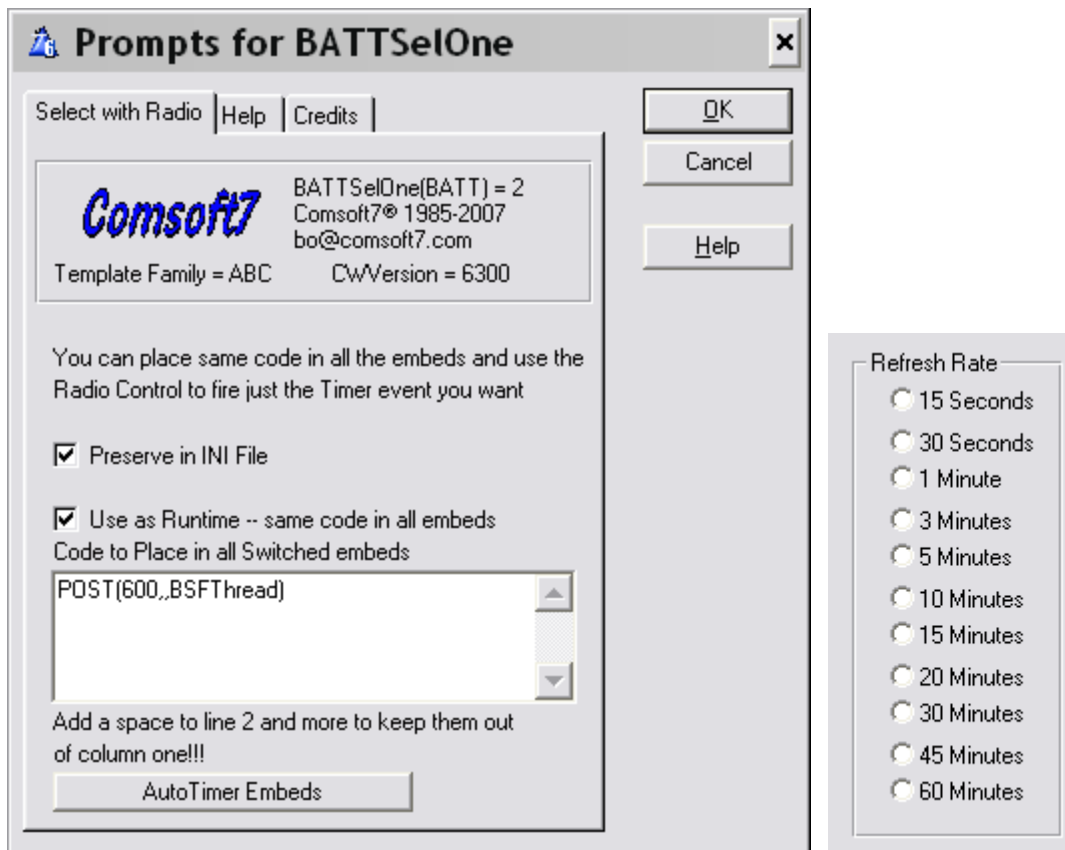 Prompts for BATTSelOne
Select with Radio
Help
Credits
OK
Cancel
Help
Comsoft7
BATTSelOne(BATT) = 2
Comsoft7® 1985-2007
bo@comsoft7.com
Template Family = ABC
CWVersion = 6300
You can place same code in all the embeds and use the
Radio Control to fire just the Timer event you want
Preserve in INI File
Use as Runtime -- same code in all embeds
Code to Place in all Switched embeds
POST(600,,BSFThread)
Add a space to line 2 and more to keep them out
of column one!!!
AutoTimer Embeds
Refresh Rate
15 Seconds
30 Seconds
1 Minute
3 Minutes
5 Minutes
10 Minutes
15 Minutes
20 Minutes
30 Minutes
45 Minutes
60 Minutes